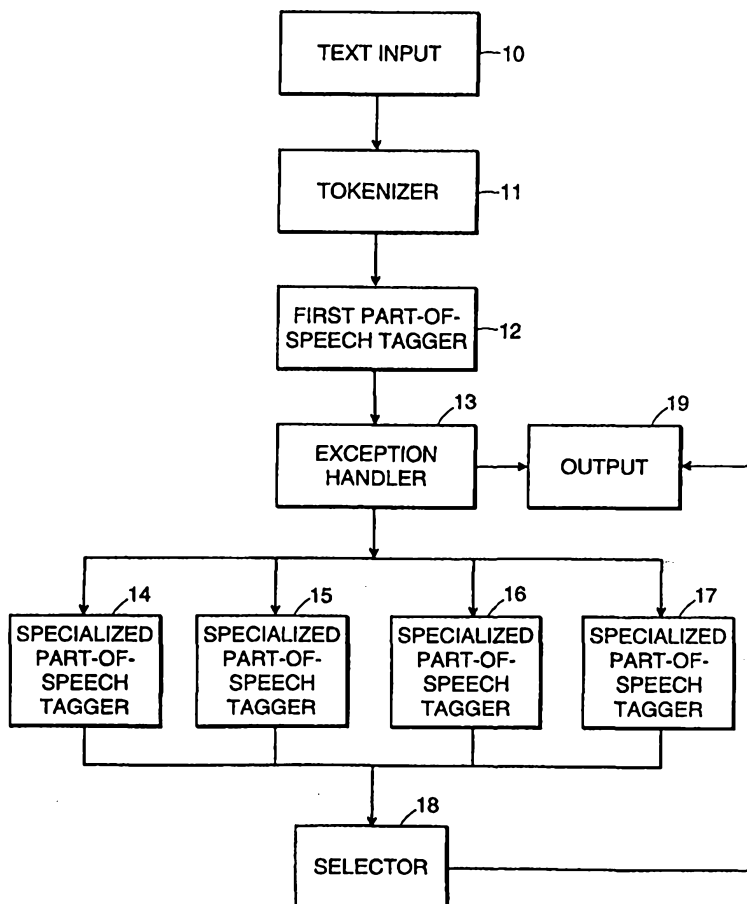 TEXT INPUT
10
TOKENIZER
11
FIRST PART-OF-
SPEECH TAGGER
12
13
EXCEPTION
HANDLER
19
OUTPUT
14
SPECIALIZED
PART-OF-
SPEECH
TAGGER
15
SPECIALIZED
PART-OF-
SPEECH
TAGGER
16
SPECIALIZED
PART-OF-
SPEECH
TAGGER
17
SPECIALIZED
PART-OF-
SPEECH
TAGGER
18
SELECTOR